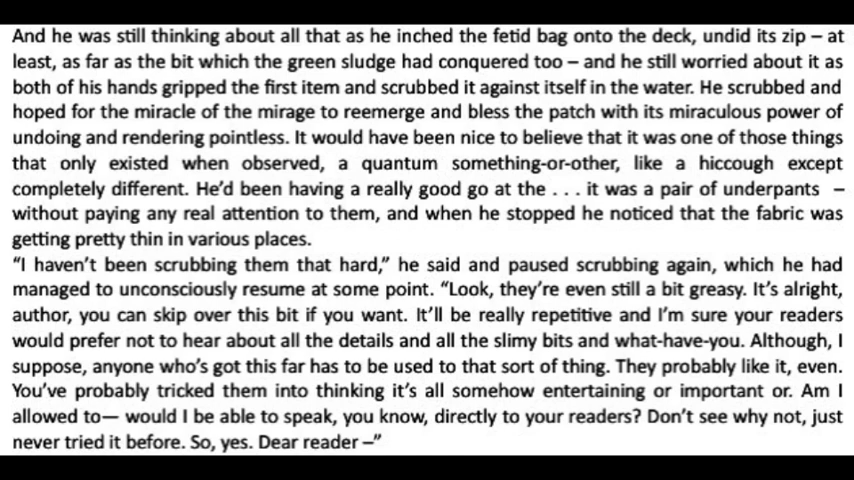 And he was still thinking about all that as he inched the fetid bag onto the deck, undid its zip – at
least, as far as the bit which the green sludge had conquered too – and he still worried about it as
both of his hands gripped the first item and scrubbed it against itself in the water. He scrubbed and
hoped for the miracle of the mirage to reemerge and bless the patch with its miraculous power of
undoing and rendering pointless. It would have been nice to believe that it was one of those things
that only existed when observed, a quantum something-or-other, like a hiccough except
completely different. He’d been having a really good go at the . . . it was a pair of underpants –
without paying any real attention to them, and when he stopped he noticed that the fabric was
getting pretty thin in various places.
“I haven’t been scrubbing them that hard,” he said and paused scrubbing again, which he had
managed to unconsciously resume at some point. “Look, they’re even still a bit greasy. It’s alright,
author, you can skip over this bit if you want. It’ll be really repetitive and I’m sure your readers
would prefer not to hear about all the details and all the slimy bits and what-have-you. Although, I
suppose, anyone who’s got this far has to be used to that sort of thing. They probably like it, even.
You’ve probably tricked them into thinking it’s all somehow entertaining or important or. Am I
allowed to— would I be able to speak, you know, directly to your readers? Don’t see why not, just
never tried it before. So, yes. Dear reader –”